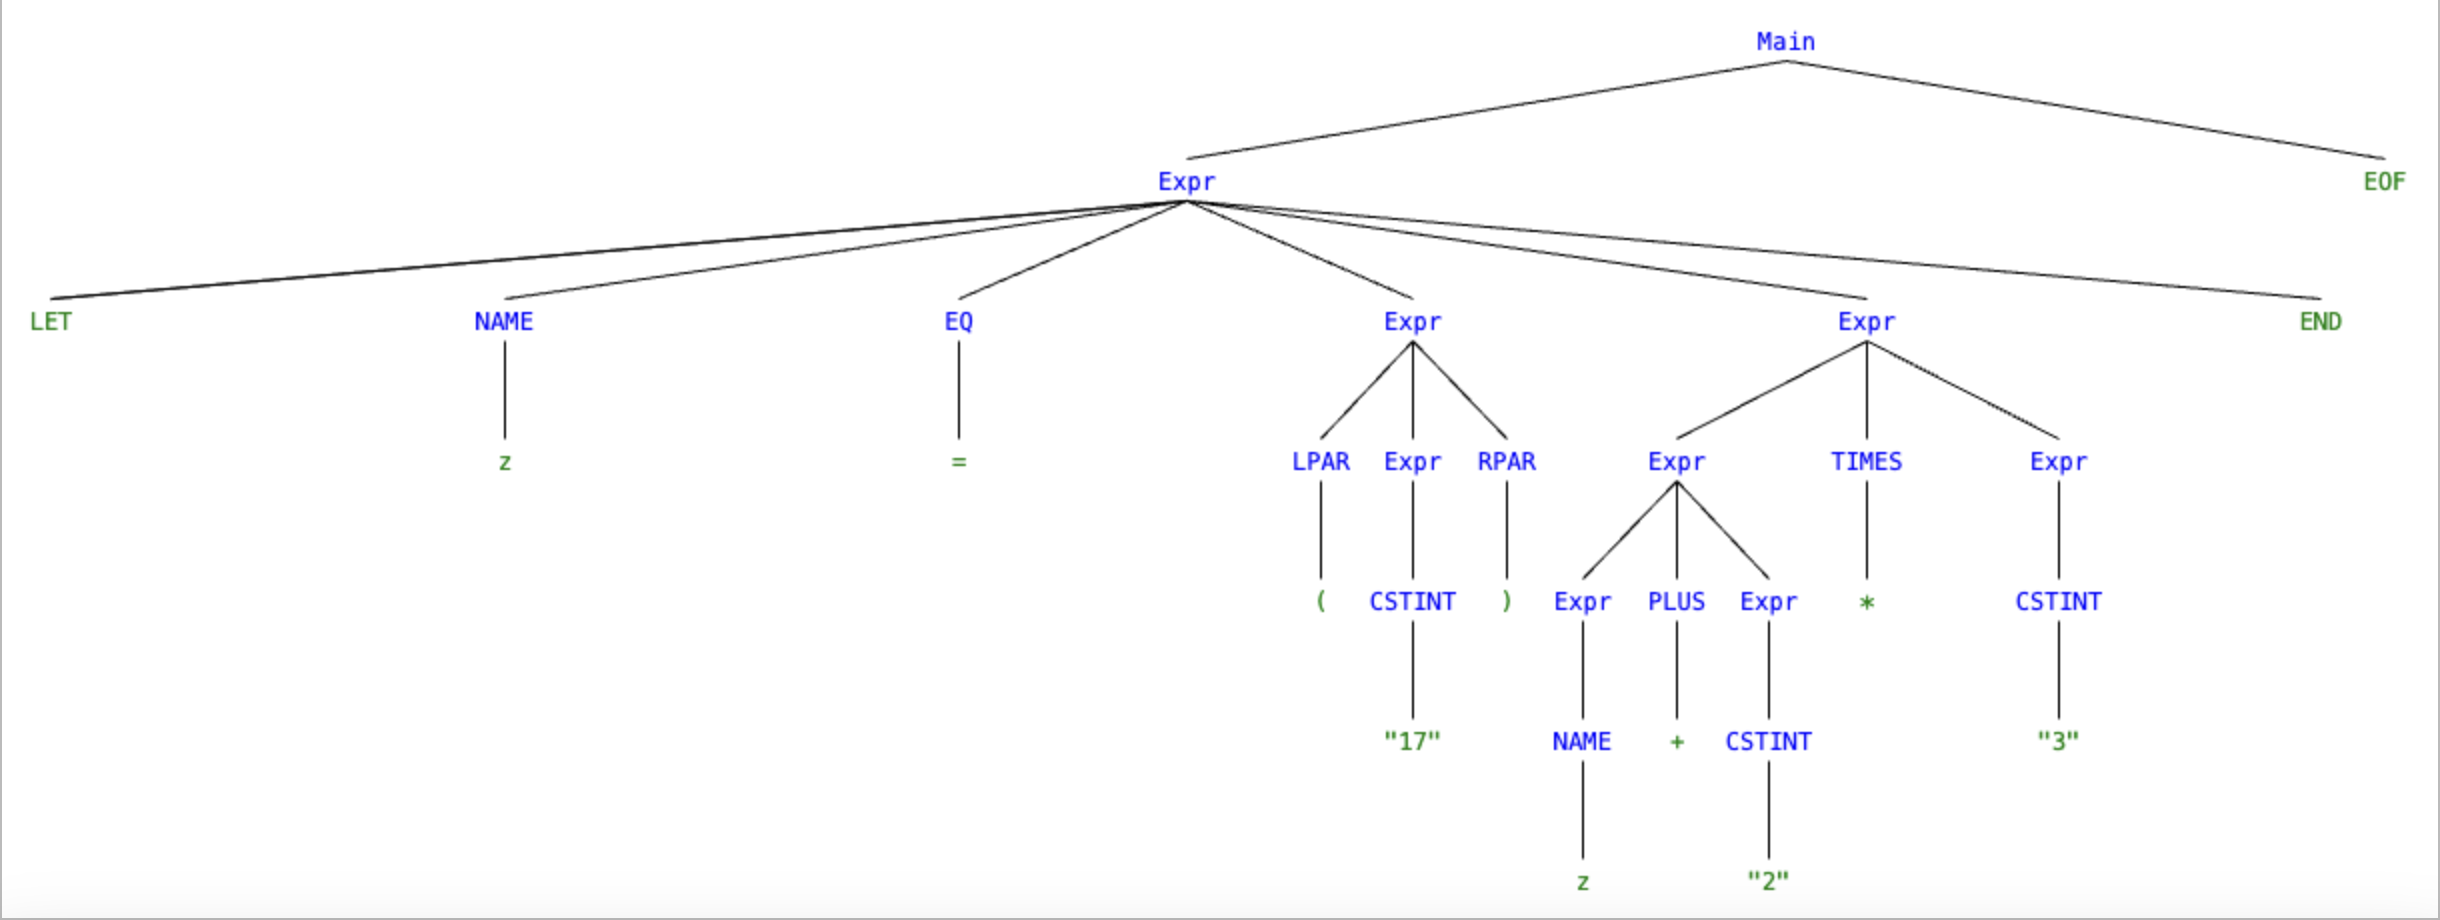 Main
Expr EOF
LET NAME EQ Expr Expr END
z = LPAR Expr RPAR Expr TIMES Expr
( CSTINT ) Expr PLUS Expr * CSTINT
"17" NAME + CSTINT "3"
z "2"